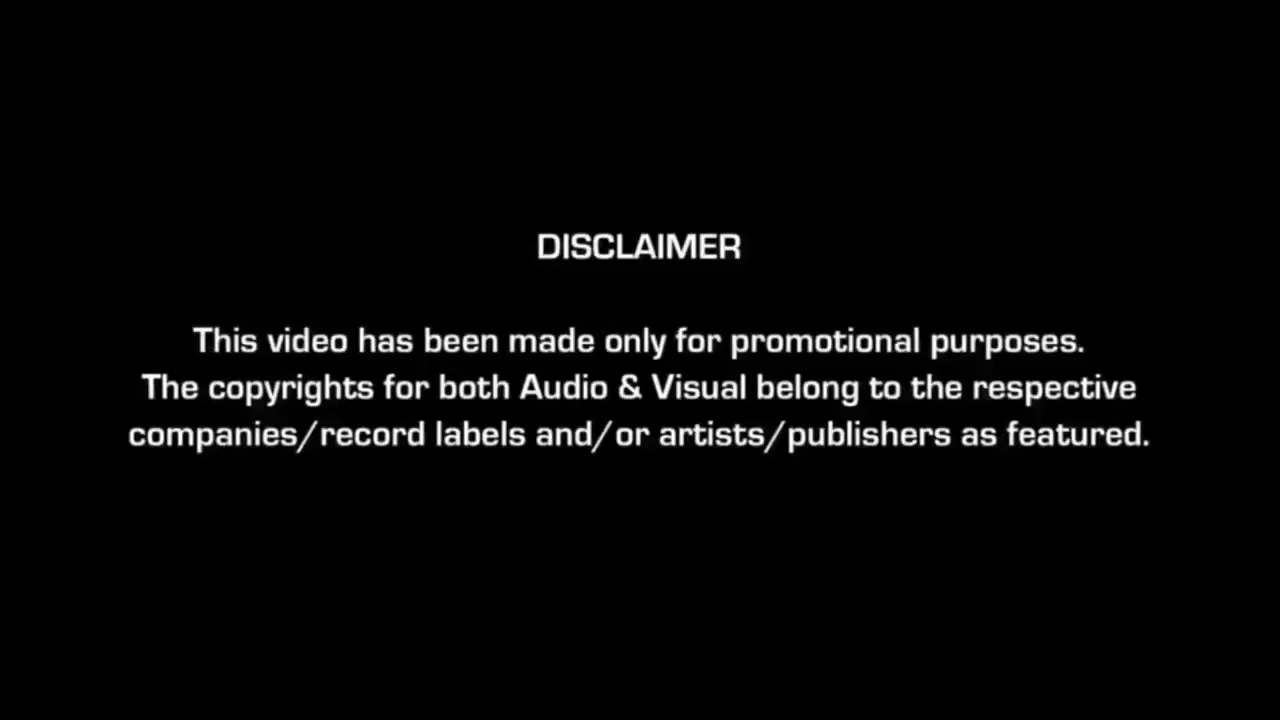 DISCLAIMER
This video has been made only for promotional purposes.
The copyrights for both Audio & Visual belong to the respective
companies/record labels and/or artists/publishers as featured.